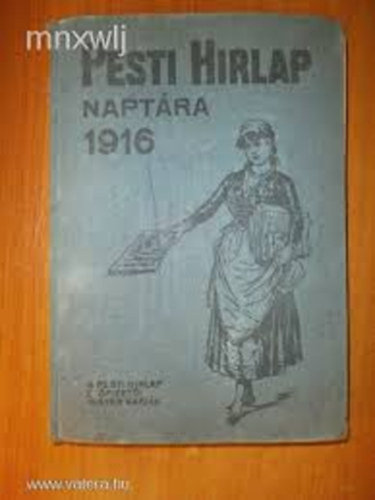 mnxwlj
PESTI HIRLAP
NAPTÁRA
1916
A PESTI HIRLAP
www.vatera.hu